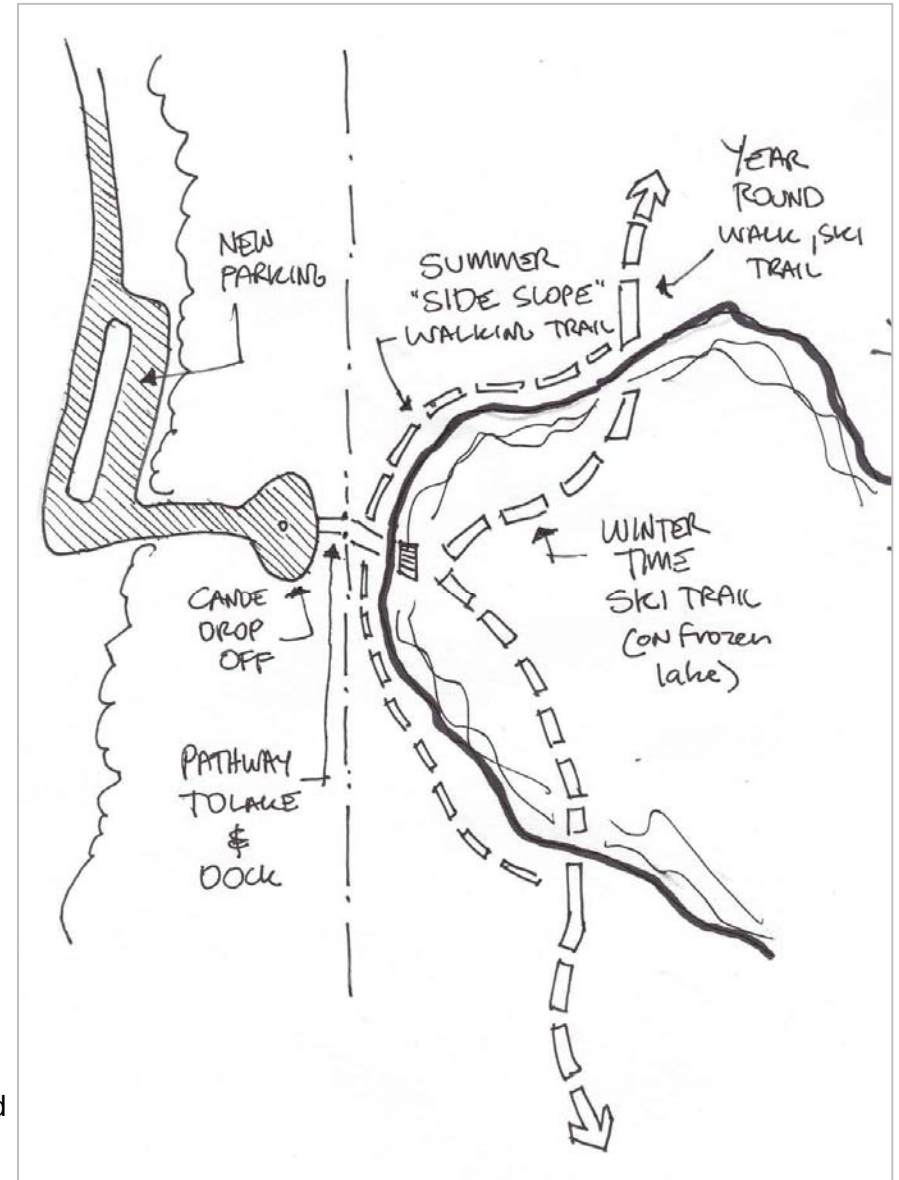 YEAR
ROUND
WALK, SKI
TRAIL
NEW
PARKING
SUMMER
"SIDE SLOPE"
WALKING TRAIL
WINTER
TIME
SKI TRAIL
(on frozen
lake)
CANOE
DROP
OFF
PATHWAY
TO LAKE
&
DOCK
d